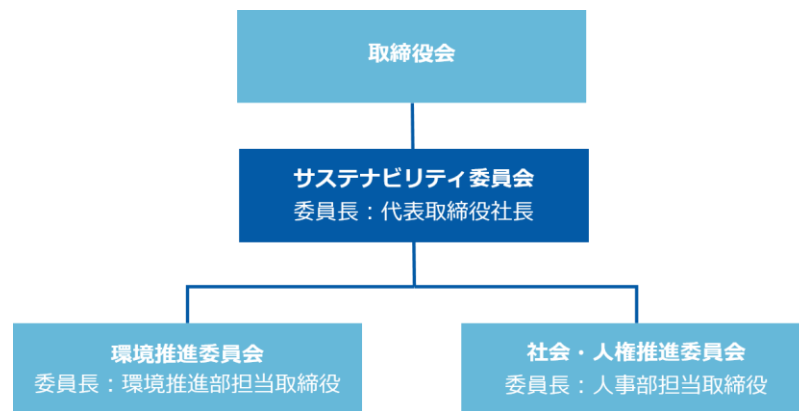 取締役会
サステナビリティ委員会
委員長：代表取締役社長
環境推進委員会
委員長：環境推進部担当取締役
社会・人権推進委員会
委員長：人事部担当取締役